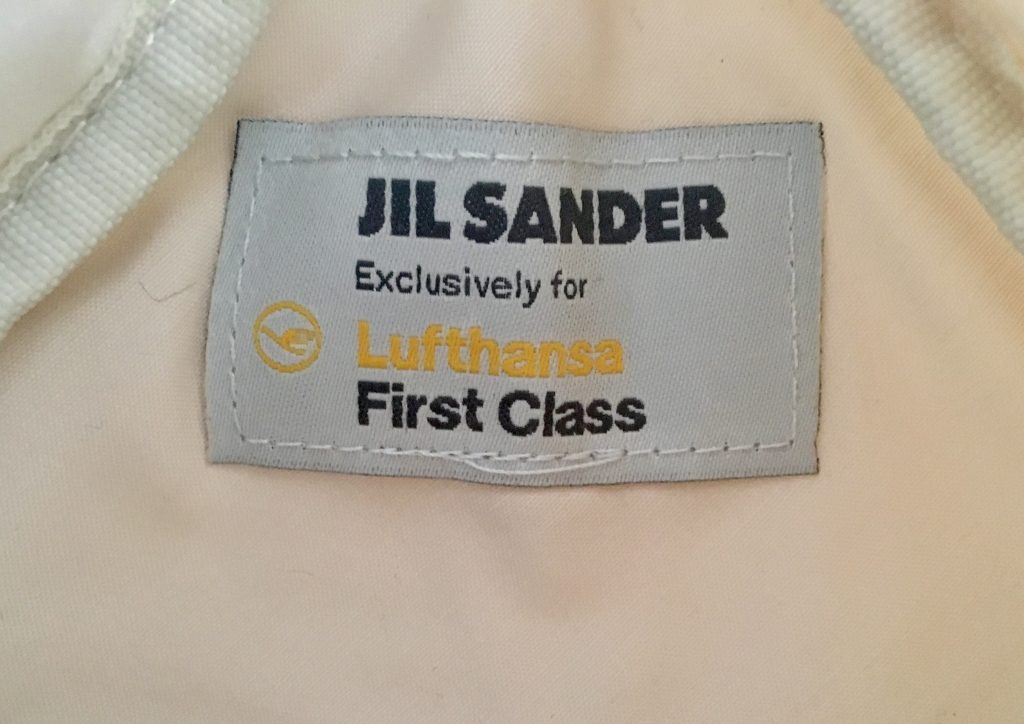 JIL SANDER
Exclusively for
Lufthansa
First Class